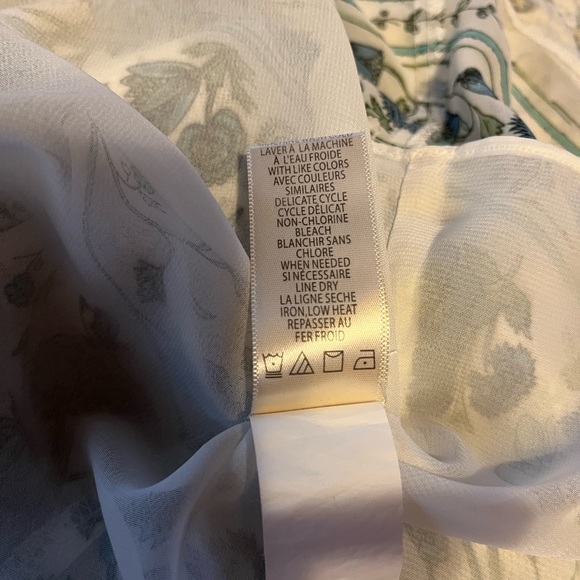 LAVER À LA MACHINE
À L'EAU FROIDE
WITH LIKE COLORS
AVEC COULEURS
SIMILAIRES
DELICATE CYCLE
CYCLE DÉLICAT
NON-CHLORINE
BLEACH
BLANCHIR SANS
CHLORE
WHEN NEEDED
SI NÉCESSAIRE
LINE DRY
LA LIGNE SECHE
IRON,LOW HEAT
REPASSER AU
FER FROID